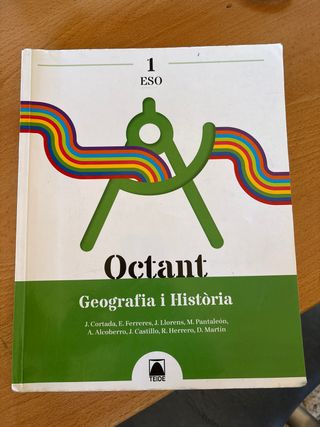 1
ESO
Octant
Geografia i Història
J. Cortada, E. Ferreres, J. Llorens, M. Pantaleón,
A. Alcoberro, J. Castillo, R. Herrero, D. Martín
TEIDE